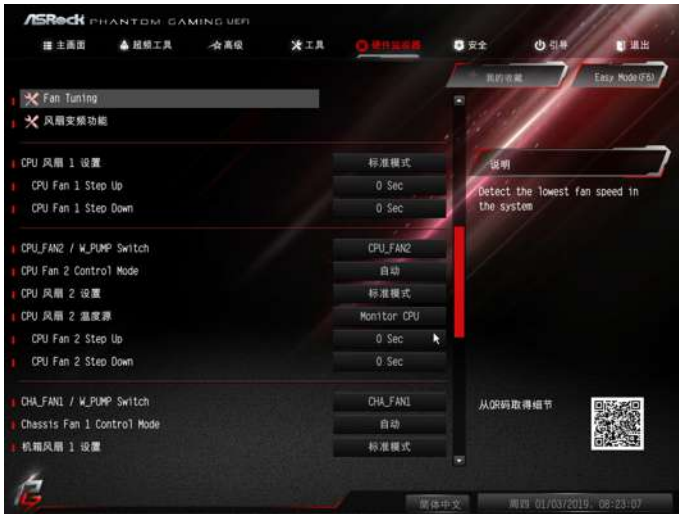 ASRock PHANTOM GAMING UEFI
主画面 超频工具 高级 工具 硬件监视器 安全 引导 退出
我的收藏 Easy Mode(F6)
Fan Tuning
风扇变频功能
说明
Detect the lowest fan speed in
the system
CPU 风扇 1 设置 标准模式
CPU Fan 1 Step Up 0 Sec
CPU Fan 1 Step Down 0 Sec
CPU_FAN2 / W_PUMP Switch CPU_FAN2
CPU Fan 2 Control Mode 自动
CPU 风扇 2 设置 标准模式
CPU 风扇 2 温度源 Monitor CPU
CPU Fan 2 Step Up 0 Sec
CPU Fan 2 Step Down 0 Sec
CHA_FAN1 / W_PUMP Switch CHA_FAN1
Chassis Fan 1 Control Mode 自动
机箱风扇 1 设置 标准模式
从QR码取得细节
简体中文 周四 01/03/2019, 08:23:07